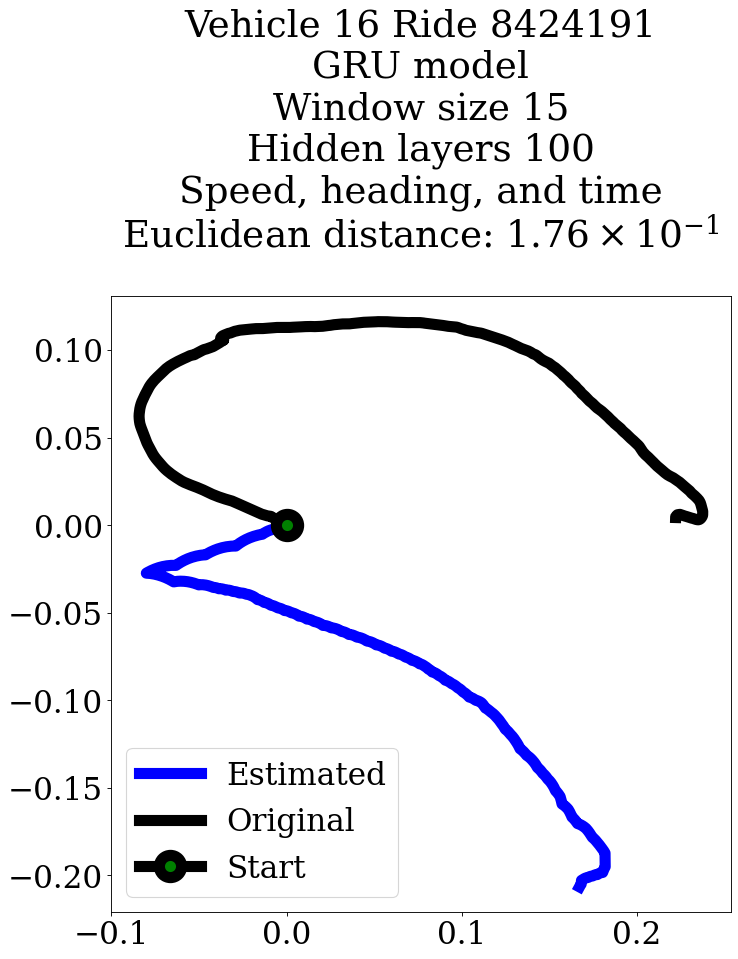 Vehicle 16 Ride 8424191
GRU model
Window size 15
Hidden layers 100
Speed, heading, and time
Euclidean distance: 1.76 × 10⁻¹
0.10
0.05
0.00
−0.05
−0.10
−0.15
−0.20
Estimated
Original
Start
−0.1 0.0 0.1 0.2